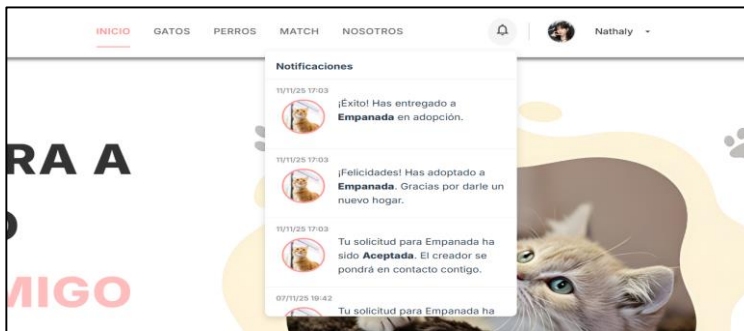 INICIO GATOS PERROS MATCH NOSOTROS Nathaly
Notificaciones
11/11/25 17:03
¡Éxito! Has entregado a
Empanada en adopción.
11/11/25 17:03
¡Felicidades! Has adoptado a
Empanada. Gracias por darle un
nuevo hogar.
11/11/25 17:03
Tu solicitud para Empanada ha
sido Aceptada. El creador se
pondrá en contacto contigo.
07/11/25 19:42
Tu solicitud para Empanada ha
RA A
MIGO